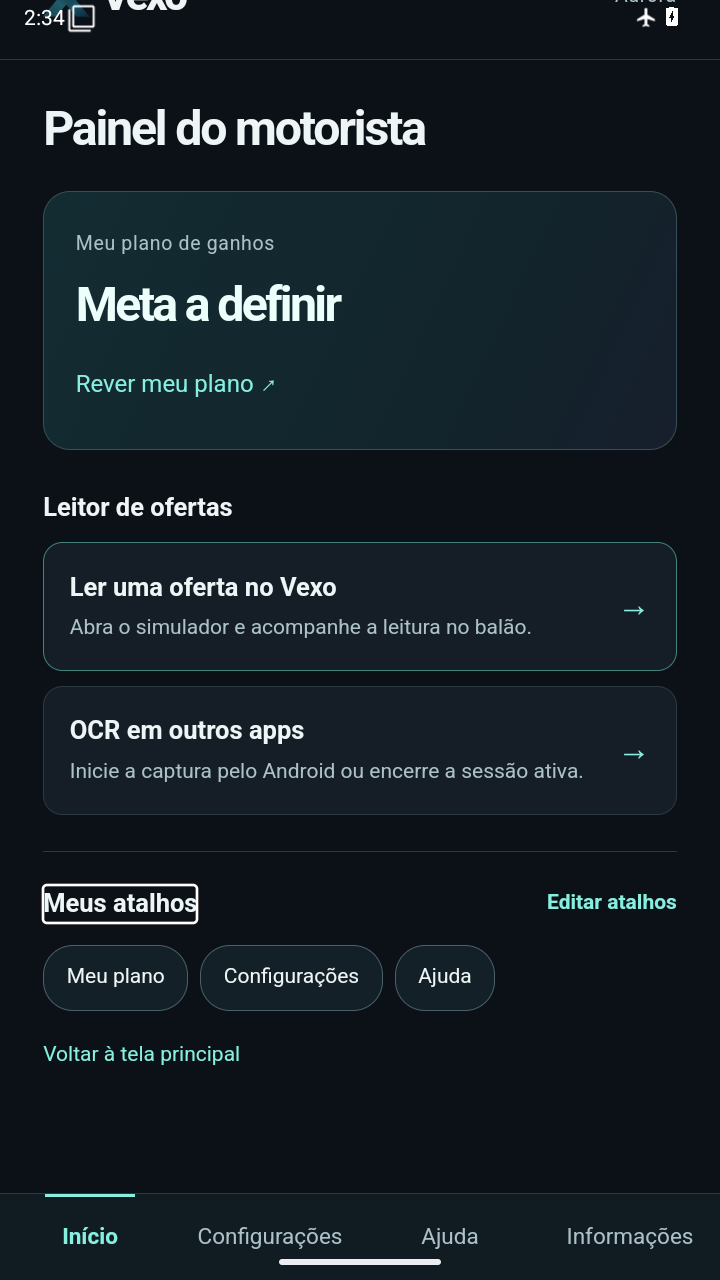 Vexo
2:34
Painel do motorista
Meu plano de ganhos
Meta a definir
Rever meu plano ↗
Leitor de ofertas
Ler uma oferta no Vexo
Abra o simulador e acompanhe a leitura no balão.
→
OCR em outros apps
Inicie a captura pelo Android ou encerre a sessão ativa.
→
Meus atalhos
Editar atalhos
Meu plano
Configurações
Ajuda
Voltar à tela principal
Início
Configurações
Ajuda
Informações